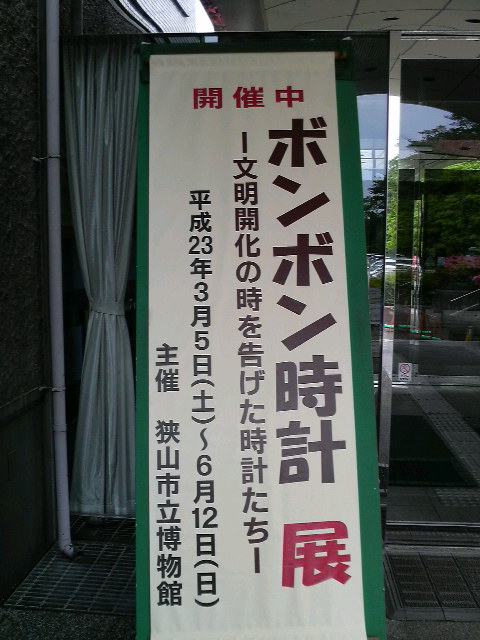 開催中
ボンボン時計 展
ー文明開化の時を告げた時計たちー
平成23年3月5日(土)～6月12日(日)
主催 狭山市立博物館